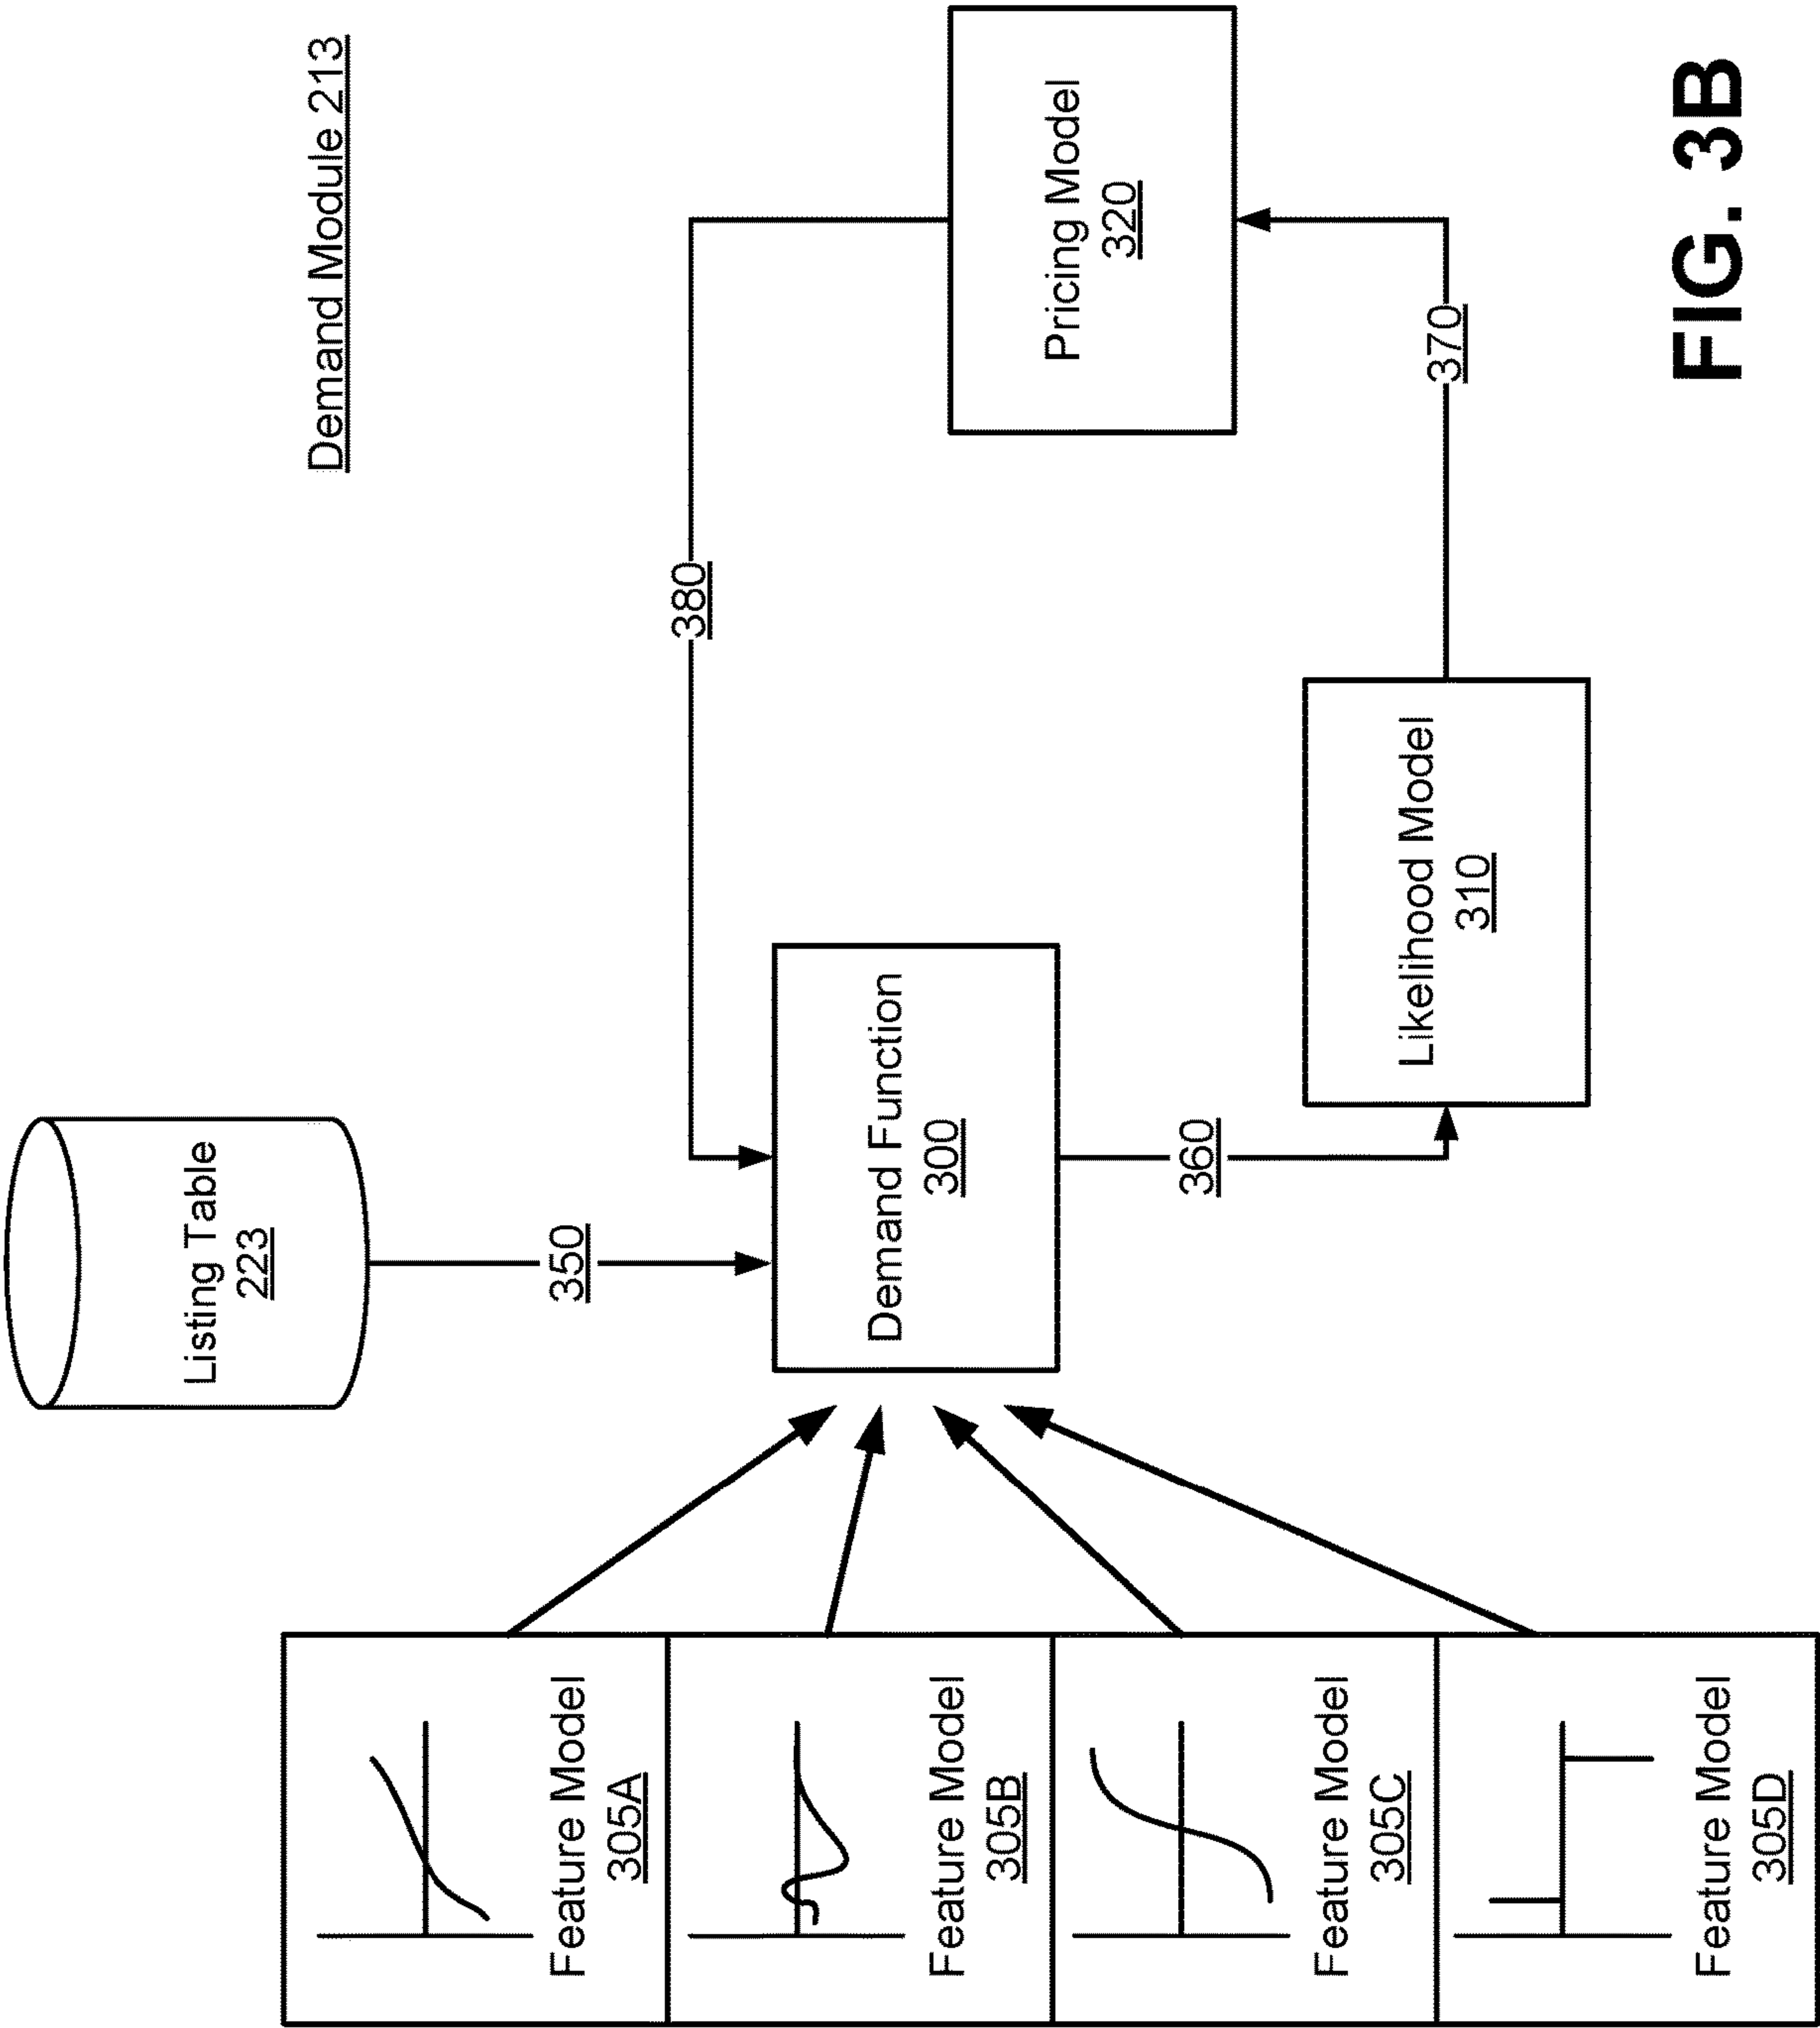 Demand Module 213
Listing Table
223
350
380
Feature Model
305A
Feature Model
305B
Feature Model
305C
Feature Model
305D
Demand Function
300
360
Likelihood Model
310
370
Pricing Model
320
FIG. 3B